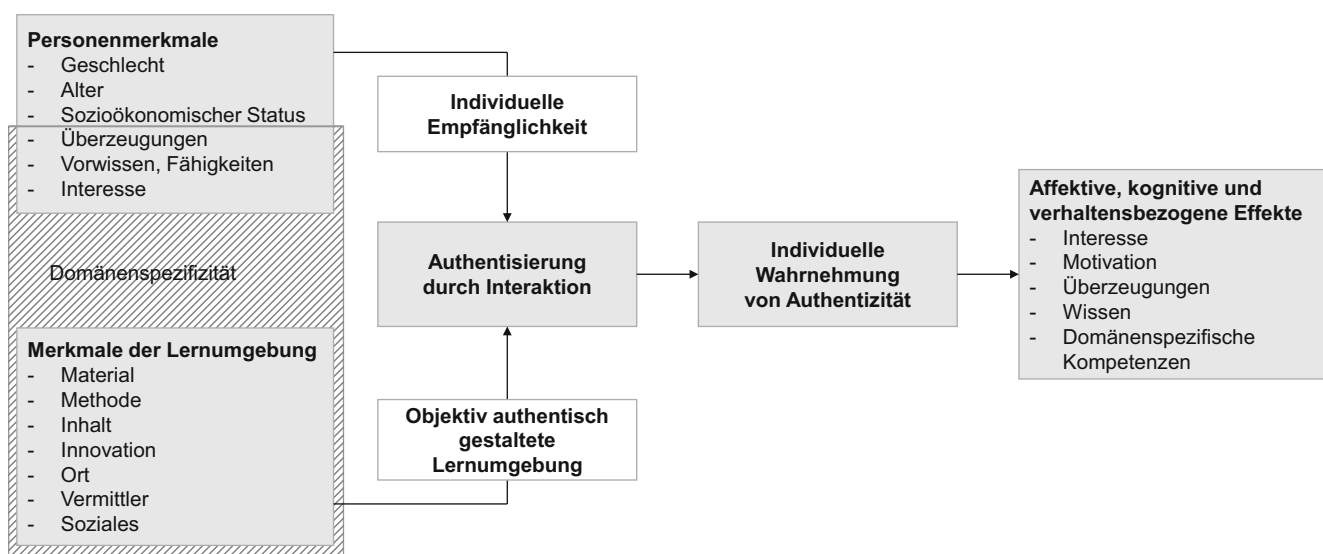 Personenmerkmale
- Geschlecht
- Alter
- Sozioökonomischer Status
- Überzeugungen
- Vorwissen, Fähigkeiten
- Interesse
Domänenspezifizität
Merkmale der Lernumgebung
- Material
- Methode
- Inhalt
- Innovation
- Ort
- Vermittler
- Soziales
Individuelle
Empfänglichkeit
Authentisierung
durch Interaktion
Objektiv authentisch
gestaltete
Lernumgebung
Individuelle
Wahrnehmung
von Authentizität
Affektive, kognitive und
verhaltensbezogene Effekte
- Interesse
- Motivation
- Überzeugungen
- Wissen
- Domänenspezifische
Kompetenzen